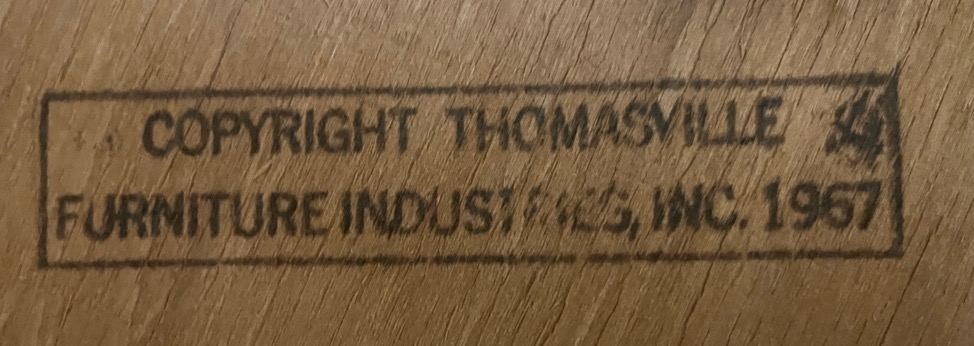 COPYRIGHT THOMASVILLE
FURNITURE INDUSTRIES, INC. 1967